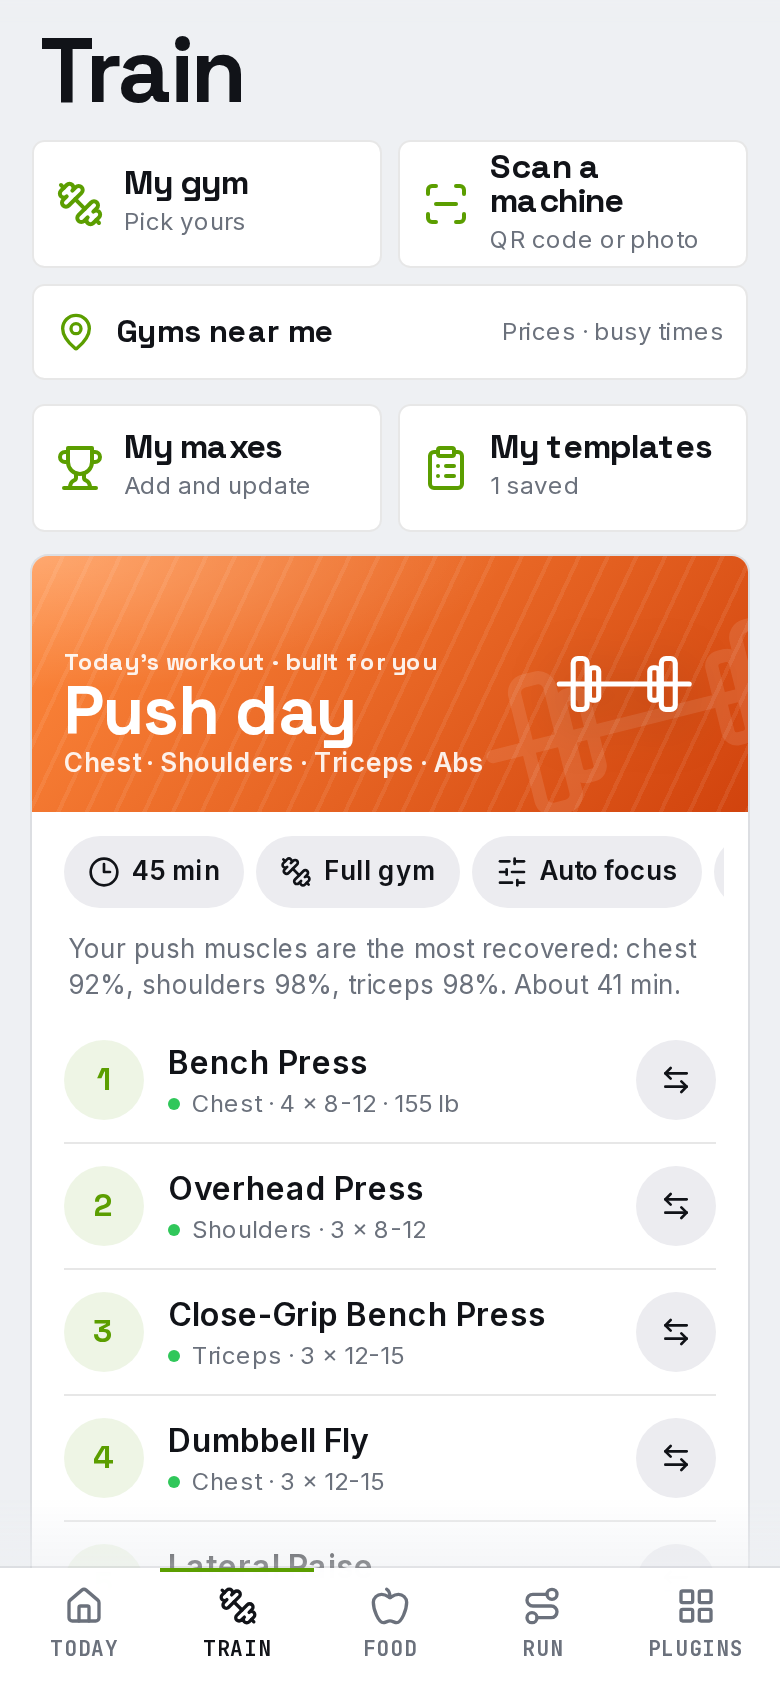 Train
My gym
Pick yours
Scan a
machine
QR code or photo
Gyms near me
Prices · busy times
My maxes
Add and update
My templates
1 saved
Today's workout · built for you
Push day
Chest · Shoulders · Triceps · Abs
45 min
Full gym
Auto focus
Your push muscles are the most recovered: chest
92%, shoulders 98%, triceps 98%. About 41 min.
1
Bench Press
Chest · 4 × 8-12 · 155 lb
2
Overhead Press
Shoulders · 3 × 8-12
3
Close-Grip Bench Press
Triceps · 3 × 12-15
4
Dumbbell Fly
Chest · 3 × 12-15
Lateral Raise
TODAY
TRAIN
FOOD
RUN
PLUGINS